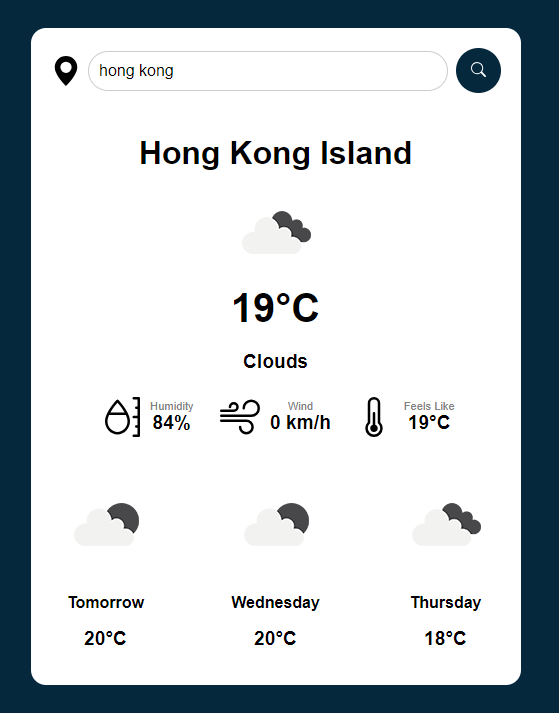 hong kong
Hong Kong Island
19°C
Clouds
Humidity
84%
Wind
0 km/h
Feels Like
19°C
Tomorrow
20°C
Wednesday
20°C
Thursday
18°C